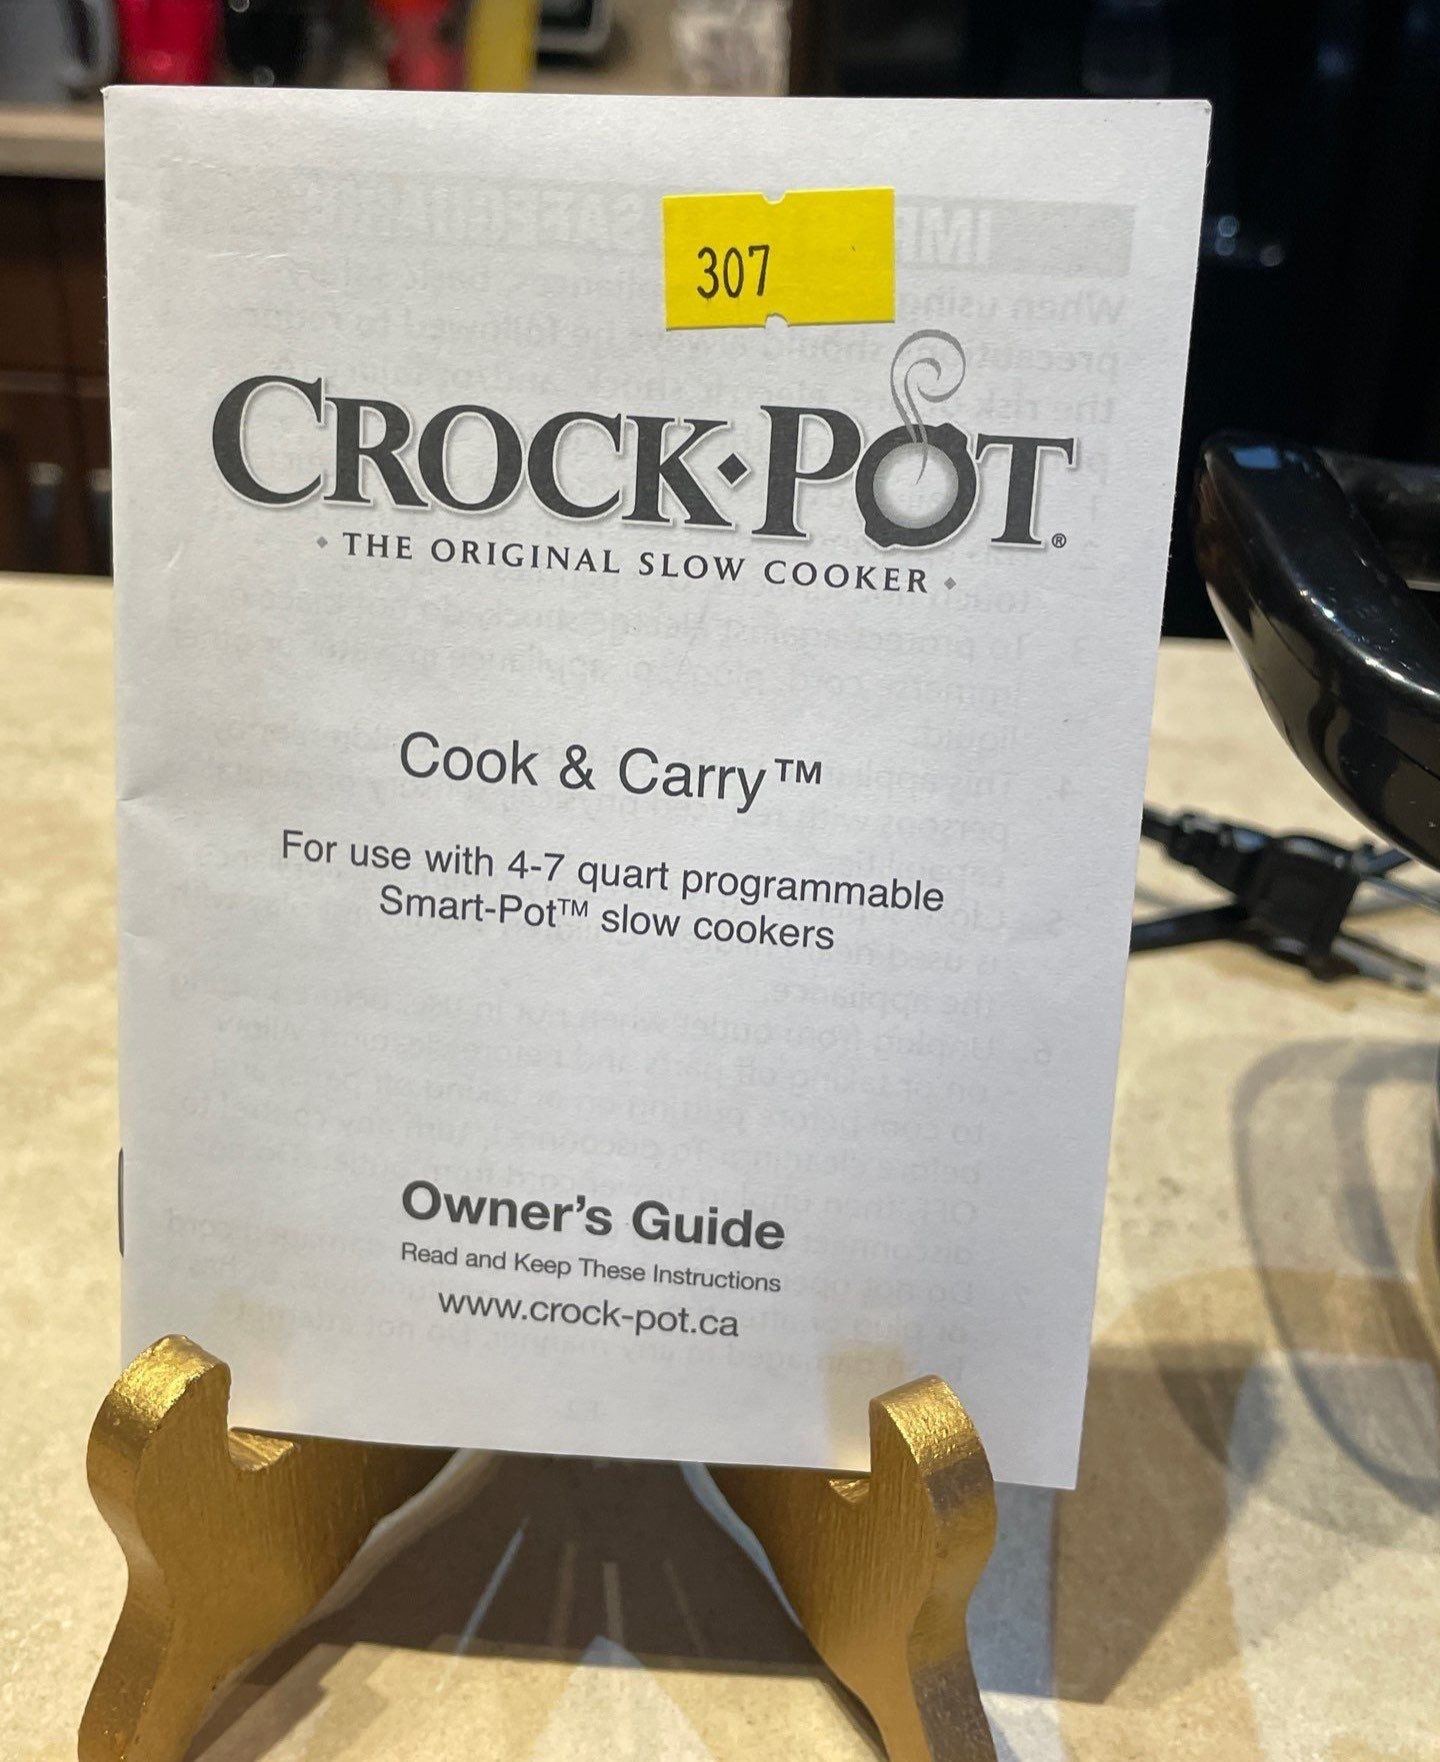 307
CROCK·POT®
· THE ORIGINAL SLOW COOKER ·
Cook & Carry™
For use with 4-7 quart programmable
Smart-Pot™ slow cookers
Owner's Guide
Read and Keep These Instructions
www.crock-pot.ca